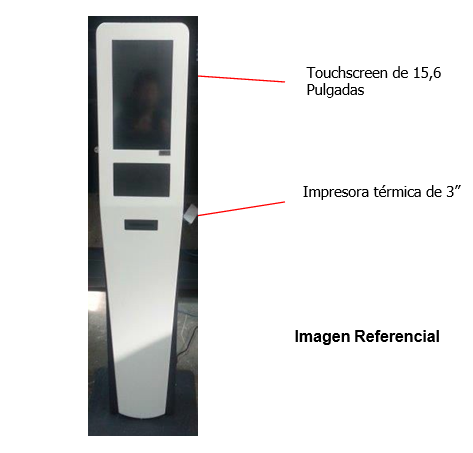 Touchscreen de 15,6
Pulgadas
Impresora térmica de 3”
Imagen Referencial